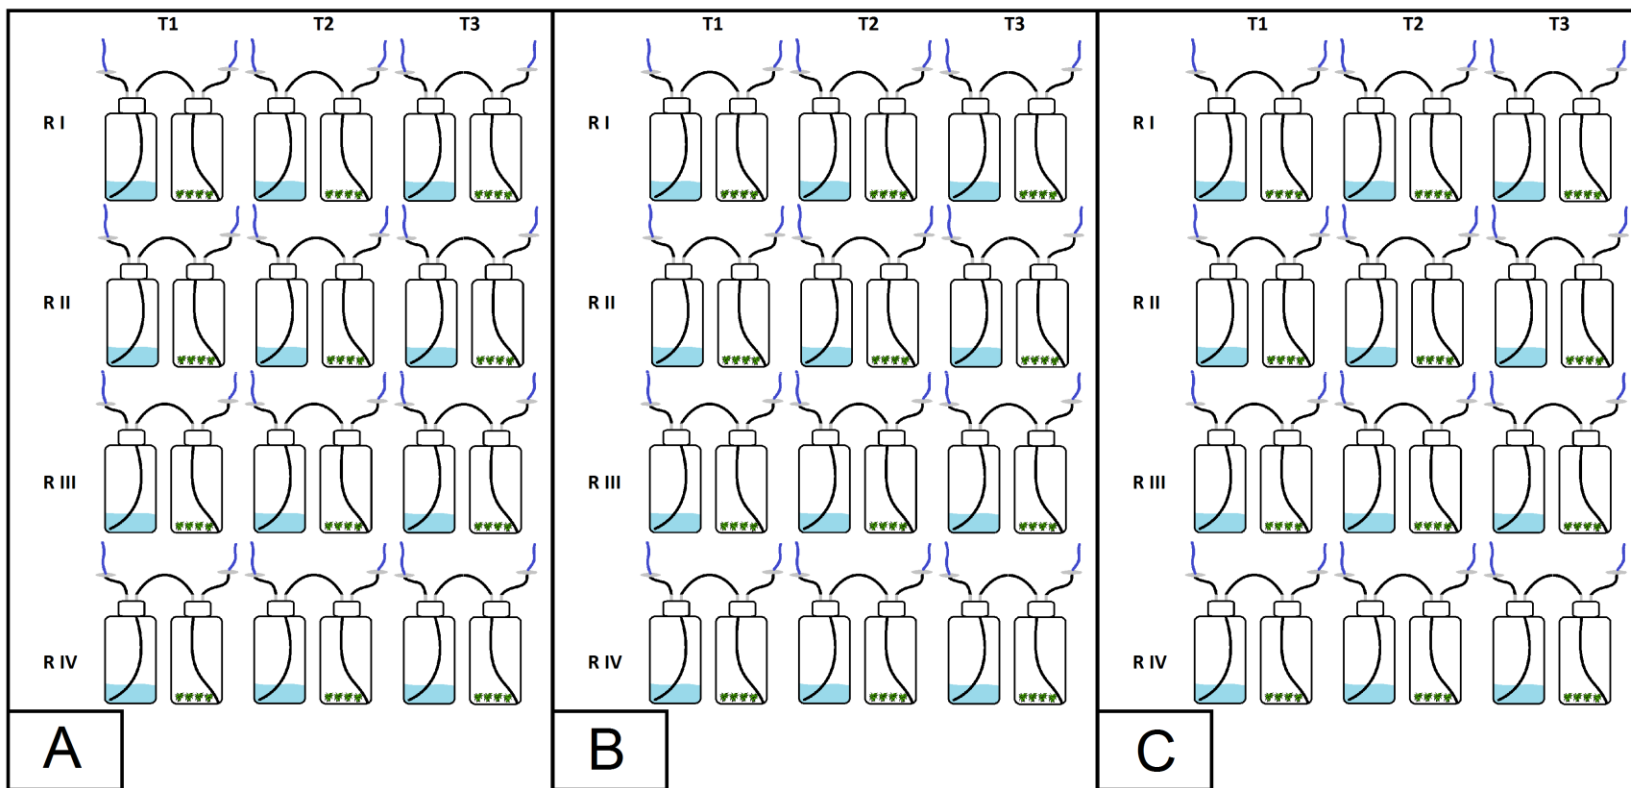 T1 T2 T3
R I
R II
R III
R IV
A
T1 T2 T3
R I
R II
R III
R IV
B
T1 T2 T3
R I
R II
R III
R IV
C